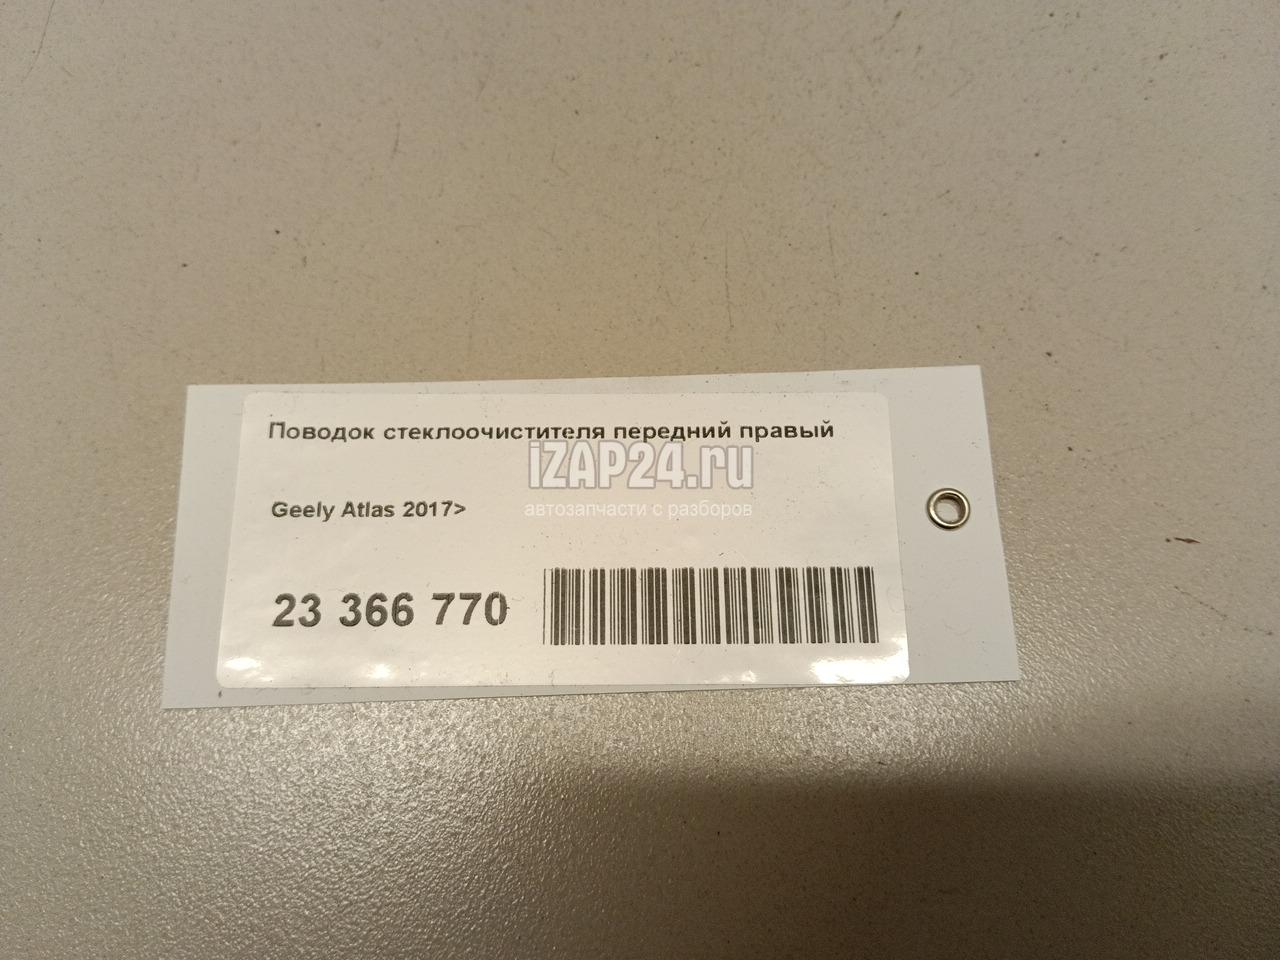 Поводок стеклоочистителя передний правый
iZAP24.ru
Geely Atlas 2017>
автозапчасти с разборов
23 366 770